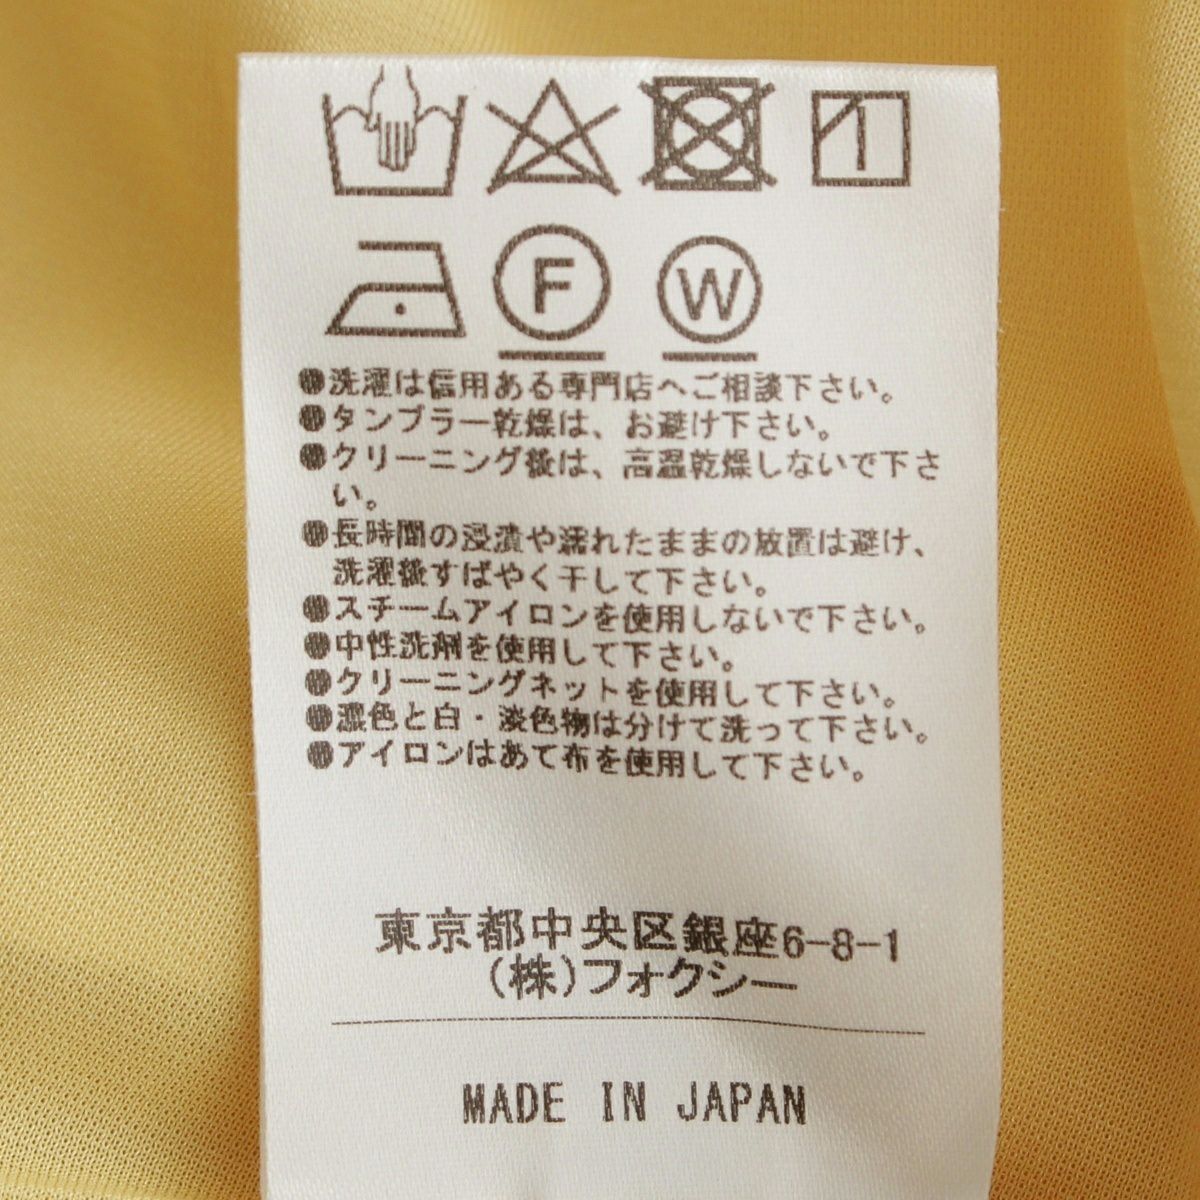 F W
●洗濯は信用ある専門店へご相談下さい。
●タンブラー乾燥は、お避け下さい。
●クリーニング後は、高温乾燥しないで下さ
い。
●長時間の浸漬や濡れたままの放置は避け、
洗濯後すばやく干して下さい。
●スチームアイロンを使用しないで下さい。
●中性洗剤を使用して下さい。
●クリーニングネットを使用して下さい。
●濃色と白・淡色物は分けて洗って下さい。
●アイロンはあて布を使用して下さい。
東京都中央区銀座6-8-1
(株)フォクシー
MADE IN JAPAN